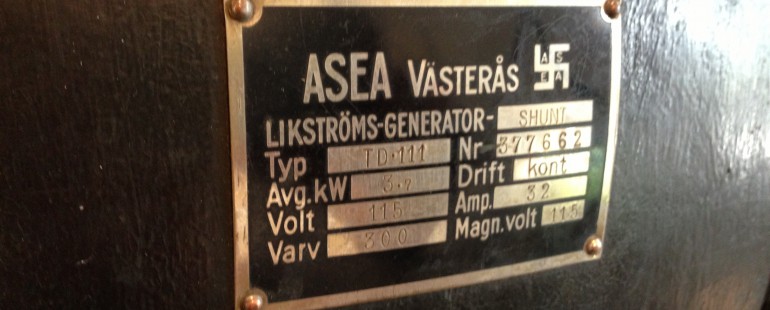 ASEA VÄSTERÅS A S E A
LIKSTRÖMS-GENERATOR- SHUNT
Typ TD·111 Nr 377662
Avg.kW 3.7 Drift kont
Volt 115 Amp. 32
Varv 300 Magn.volt 115